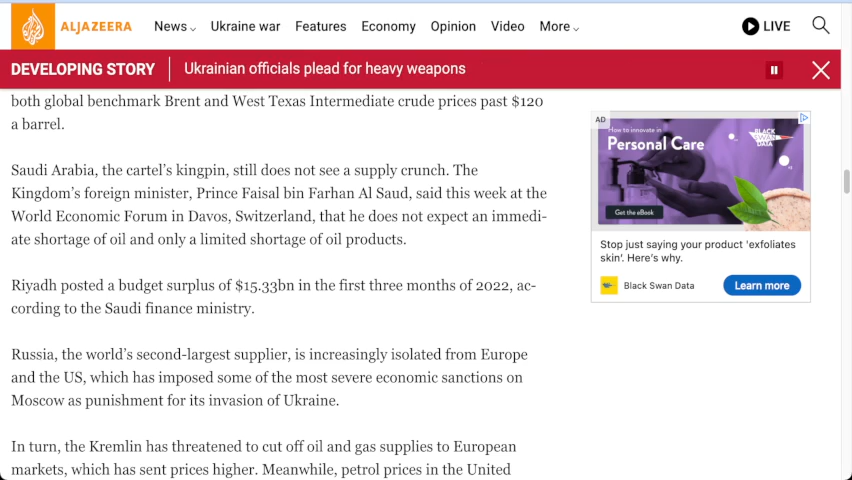 ALJAZEERA
News
Ukraine war
Features
Economy
Opinion
Video
More
LIVE
DEVELOPING STORY
Ukrainian officials plead for heavy weapons
both global benchmark Brent and West Texas Intermediate crude prices past $120
a barrel.
Saudi Arabia, the cartel’s kingpin, still does not see a supply crunch. The
Kingdom’s foreign minister, Prince Faisal bin Farhan Al Saud, said this week at the
World Economic Forum in Davos, Switzerland, that he does not expect an immedi-
ate shortage of oil and only a limited shortage of oil products.
Riyadh posted a budget surplus of $15.33bn in the first three months of 2022, ac-
cording to the Saudi finance ministry.
Russia, the world’s second-largest supplier, is increasingly isolated from Europe
and the US, which has imposed some of the most severe economic sanctions on
Moscow as punishment for its invasion of Ukraine.
In turn, the Kremlin has threatened to cut off oil and gas supplies to European
markets, which has sent prices higher. Meanwhile, petrol prices in the United
AD
How to innovate in
Personal Care
BLACK
SWAN
DATA
Get the eBook
Stop just saying your product 'exfoliates
skin'. Here's why.
Black Swan Data
Learn more